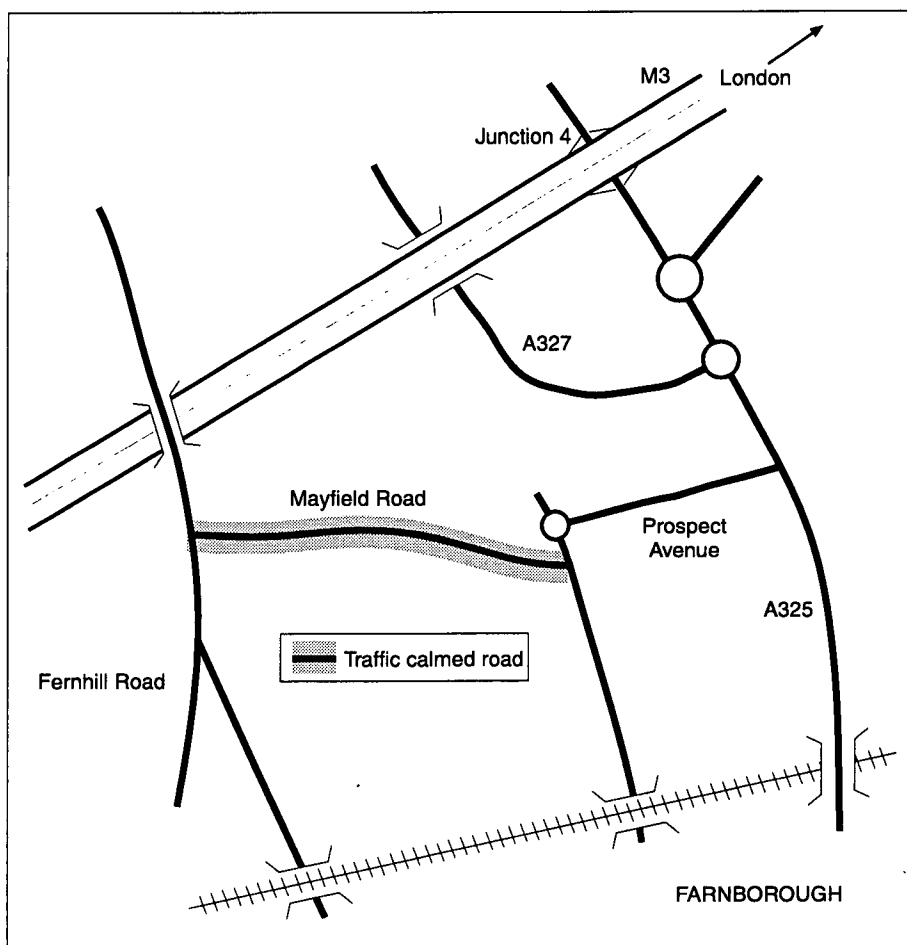 M3
London
Junction 4
A327
Mayfield Road
Prospect
Avenue
A325
Traffic calmed road
Fernhill Road
FARNBOROUGH